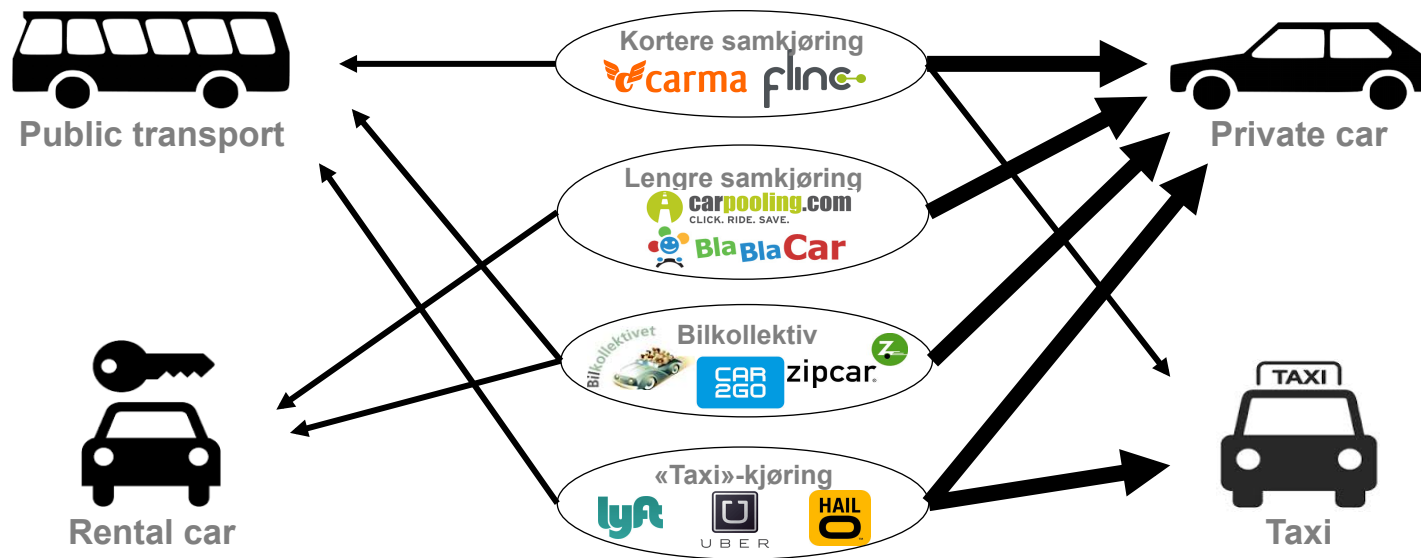 Kortere samkjøring
carma flinc
Public transport
Private car
Lengre samkjøring
carpooling.com
CLICK. RIDE. SAVE.
BlaBlaCar
Bilkollektiv
Bilkollektivet
CAR
2GO
zipcar®
Z
TAXI
«Taxi»-kjøring
lyft
U
UBER
HAIL
O
Rental car
Taxi